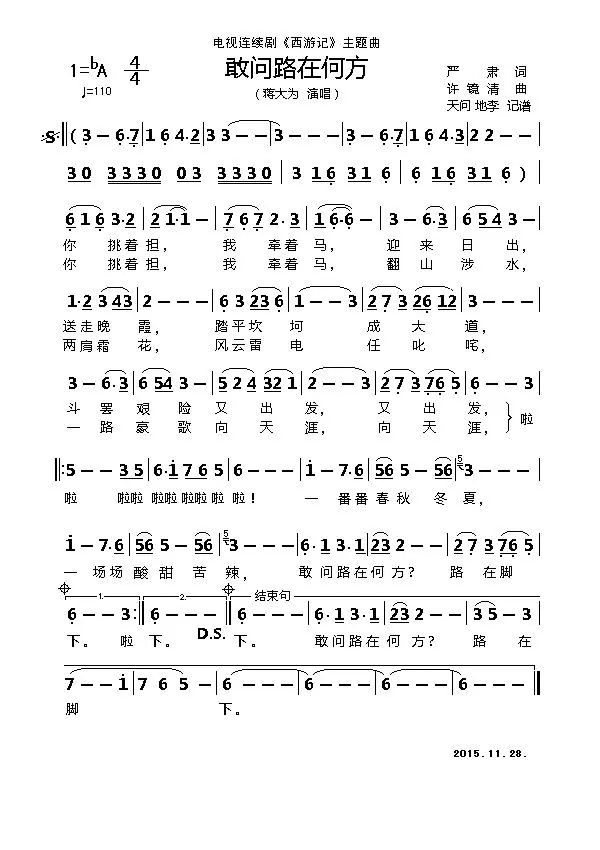 电视连续剧《西游记》主题曲
敢问路在何方
1=bA 4/4
♩=110
（蒋大为 演唱）
严 肃 词
许 镜 清 曲
天问 地李 记谱
( 3 – 6·7 | 1 6 4·2 | 3 3 – – | 3 – – – | 3 – 6·7 | 1 6 4·3 | 2 2 – –
3 0 3 3 3 0 0 3 3 3 3 0 | 3 1 6 3 1 6 | 6 1 6 3 1 6 )
6 1 6 3·2 | 2 1·1 – | 7 6 7 2·3 | 1 6·6 – | 3 – 6·3 | 6 5 4 3 –
你 挑着担， 我 牵着马， 迎 来 日 出，
你 挑着担， 我 牵着马， 翻 山 涉 水，
1·2 3 4 3 | 2 – – – | 6 3 2 3 6 | 1 – – 3 | 2 7 3 2 6 1 2 | 3 – – –
送走晚 霞， 踏平坎 坷 成 大 道，
两肩霜 花， 风云雷 电 任 叱 咤，
3 – 6·3 | 6 5 4 3 – | 5 2 4 3 2 1 | 2 – – 3 | 2 7 3 7 6 5 | 6 – – 3
斗 罢 艰 险 又 出 发， 又 出 发，
一 路 豪 歌 向 天 涯， 向 天 涯，
啦
5 – – 3 5 | 6·1 7 6 5 | 6 – – – | 1 – 7·6 | 5 6 5 – 5 6 | 5 3 – – –
啦 啦啦 啦啦 啦啦 啦！ 一 番番 春 秋 冬 夏，
1 – 7·6 | 5 6 5 – 5 6 | 5 3 – – – | 6·1 3·1 | 2 3 2 – – | 2 7 3 7 6 5
一 场场 酸 甜 苦 辣， 敢 问路在何方？ 路 在脚
1. 2. 结束句
6 – – 3 :‖ 6 – – – ‖ 6 – – – | 6·1 3·1 | 2 3 2 – – | 3 5 – 3
下。 啦 下。 D.S. 下。 敢问路在 何 方？ 路 在
7 – – 1 | 7 6 5 – | 6 – – – | 6 – – – | 6 – – – | 6 – – –
脚 下。
2015. 11. 28.